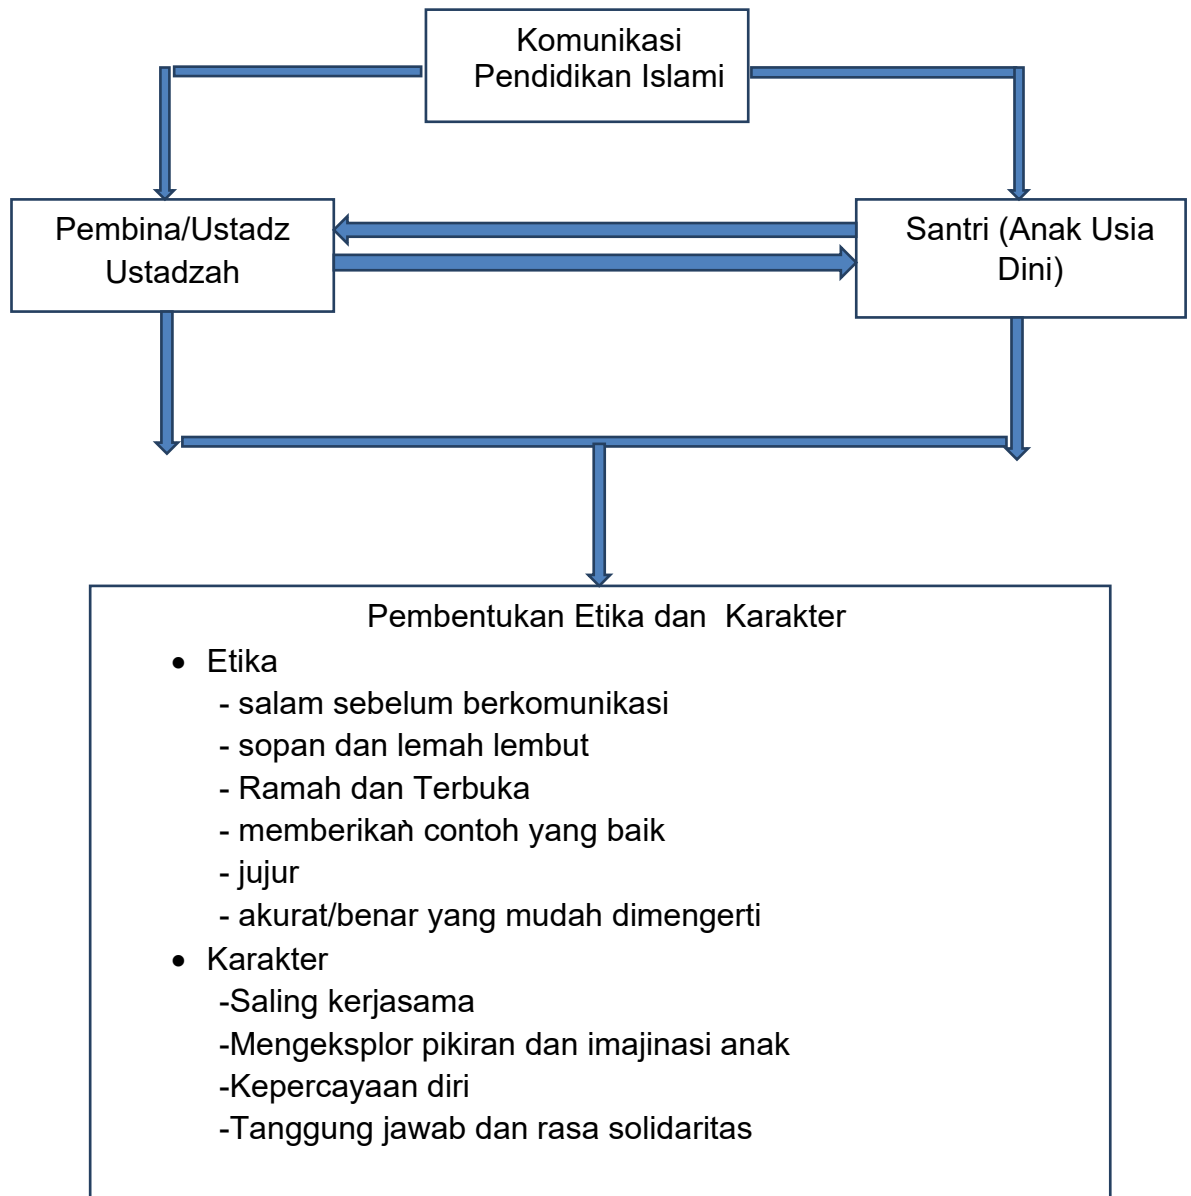 Komunikasi
Pendidikan Islami
Pembina/Ustadz
Ustadzah
Santri (Anak Usia
Dini)
Pembentukan Etika dan  Karakter
• Etika
- salam sebelum berkomunikasi
- sopan dan lemah lembut
- Ramah dan Terbuka
- memberikaǹ contoh yang baik
- jujur
- akurat/benar yang mudah dimengerti
• Karakter
-Saling kerjasama
-Mengeksplor pikiran dan imajinasi anak
-Kepercayaan diri
-Tanggung jawab dan rasa solidaritas